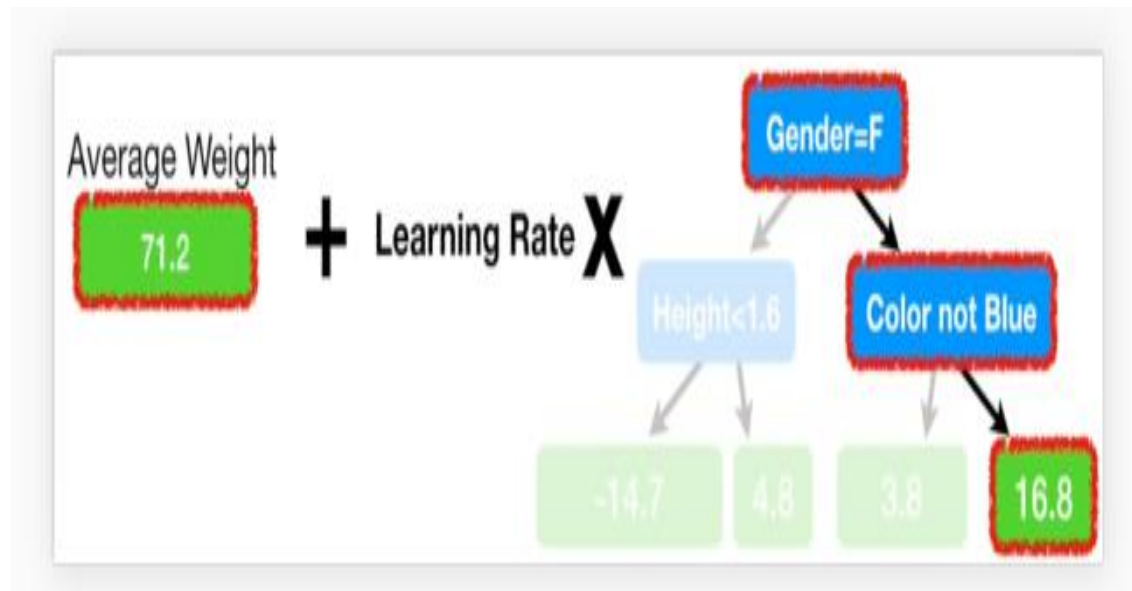 Gender=F
Average Weight
71.2
+ Learning Rate X
Height<1.6
Color not Blue
-14.7
4.8
3.8
16.8